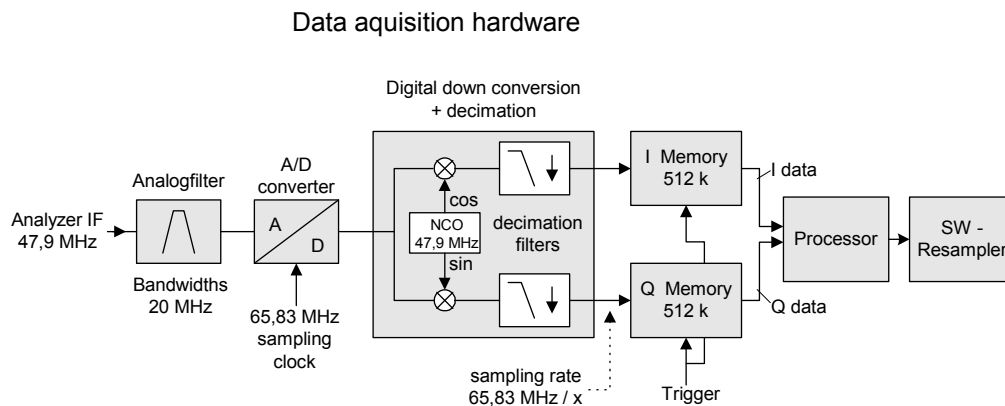 Data aquisition hardware
Digital down conversion
+ decimation
A/D
converter
Analogfilter
Analyzer IF
47,9 MHz
Bandwidths
20 MHz
A
D
65,83 MHz
sampling
clock
cos
NCO
47,9 MHz
sin
decimation
filters
sampling rate
65,83 MHz / x
I Memory
512 k
Q Memory
512 k
Trigger
I data
Q data
Processor
SW -
Resampler